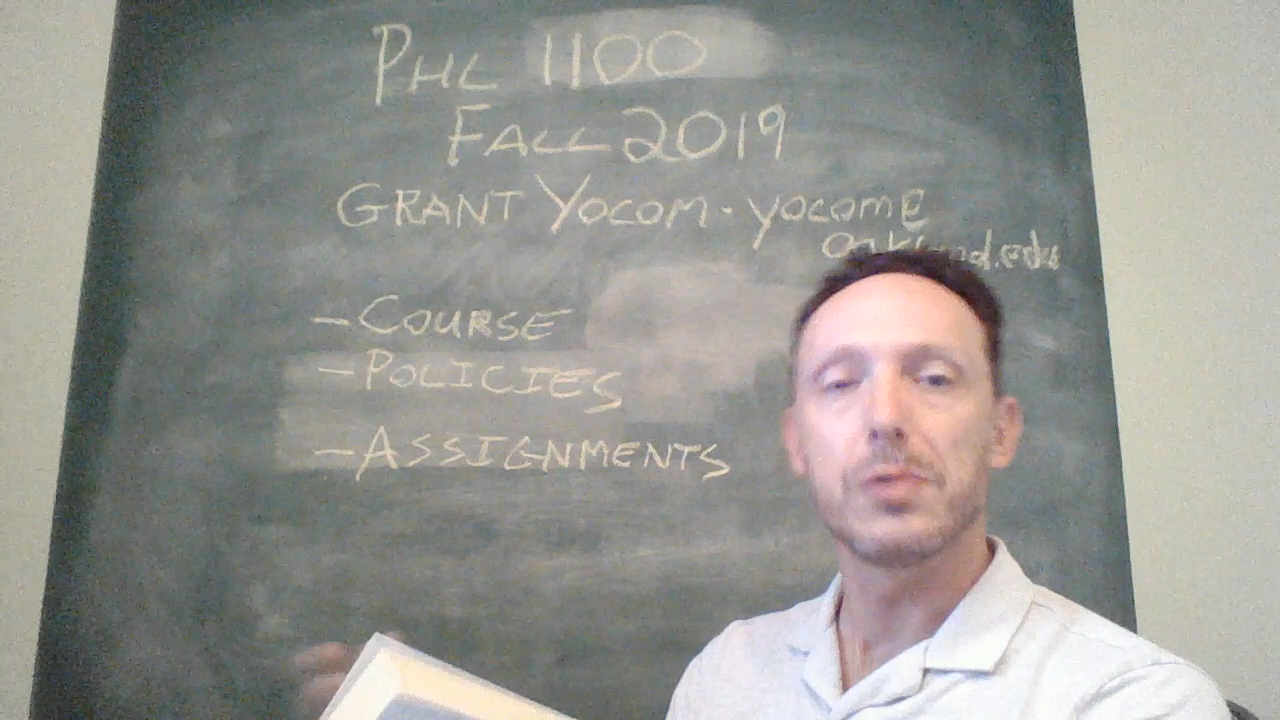 PHL 1100
FALL 2019
GRANT YOCOM - yocom@
oakland.edu
- COURSE
- POLICIES
- ASSIGNMENTS